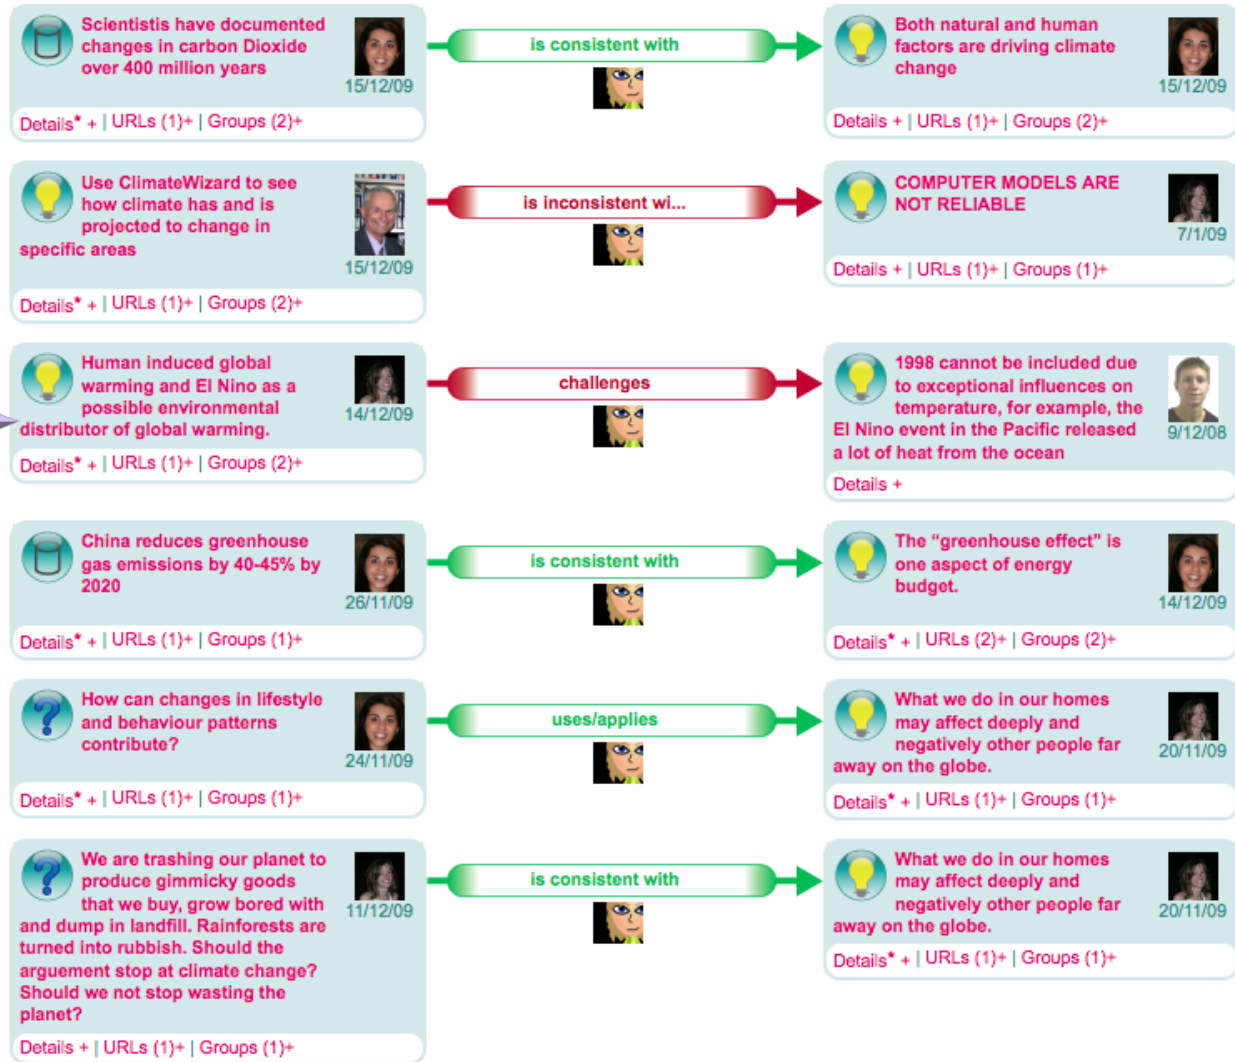 Scientistis have documented
changes in carbon Dioxide
over 400 million years
15/12/09
Details* + | URLs (1)+ | Groups (2)+
is consistent with
Both natural and human
factors are driving climate
change
15/12/09
Details + | URLs (1)+ | Groups (2)+
Use ClimateWizard to see
how climate has and is
projected to change in
specific areas
15/12/09
Details* + | URLs (1)+ | Groups (2)+
is inconsistent wi...
COMPUTER MODELS ARE
NOT RELIABLE
7/1/09
Details + | URLs (1)+ | Groups (1)+
Human induced global
warming and El Nino as a
possible environmental
distributor of global warming.
14/12/09
Details* + | URLs (1)+ | Groups (2)+
challenges
1998 cannot be included due
to exceptional influences on
temperature, for example, the
El Nino event in the Pacific released
a lot of heat from the ocean
9/12/08
Details +
China reduces greenhouse
gas emissions by 40-45% by
2020
26/11/09
Details* + | URLs (1)+ | Groups (1)+
is consistent with
The “greenhouse effect” is
one aspect of energy
budget.
14/12/09
Details* + | URLs (2)+ | Groups (2)+
How can changes in lifestyle
and behaviour patterns
contribute?
24/11/09
Details* + | URLs (1)+ | Groups (1)+
uses/applies
What we do in our homes
may affect deeply and
negatively other people far
away on the globe.
20/11/09
Details* + | URLs (1)+ | Groups (1)+
We are trashing our planet to
produce gimmicky goods
that we buy, grow bored with
and dump in landfill. Rainforests are
turned into rubbish. Should the
arguement stop at climate change?
Should we not stop wasting the
planet?
11/12/09
Details + | URLs (1)+ | Groups (1)+
is consistent with
What we do in our homes
may affect deeply and
negatively other people far
away on the globe.
20/11/09
Details* + | URLs (1)+ | Groups (1)+